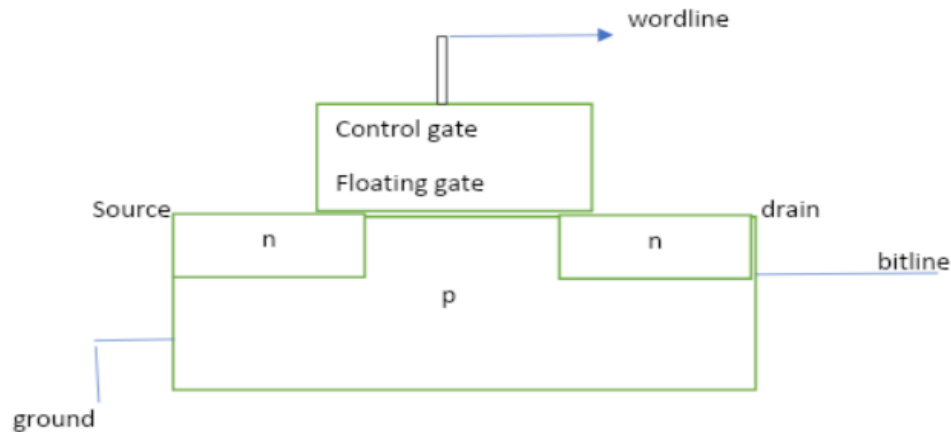 wordline
Control gate
Floating gate
Source
drain
n
n
bitline
p
ground